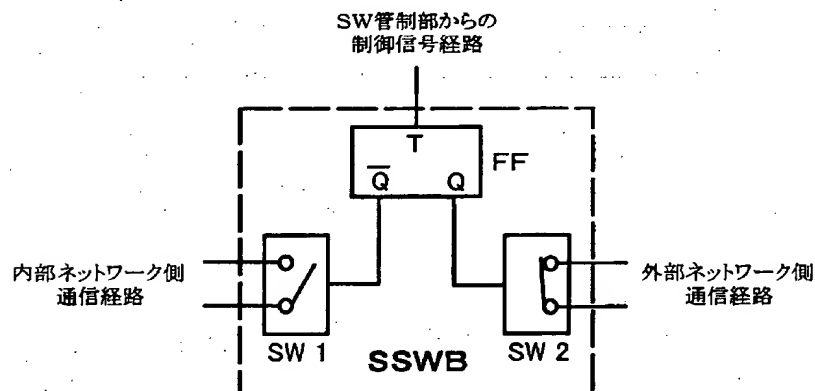 SW管制部からの
制御信号経路
T
FF
Q̅ Q
内部ネットワーク側
通信経路
外部ネットワーク側
通信経路
SW 1
SSWB
SW 2